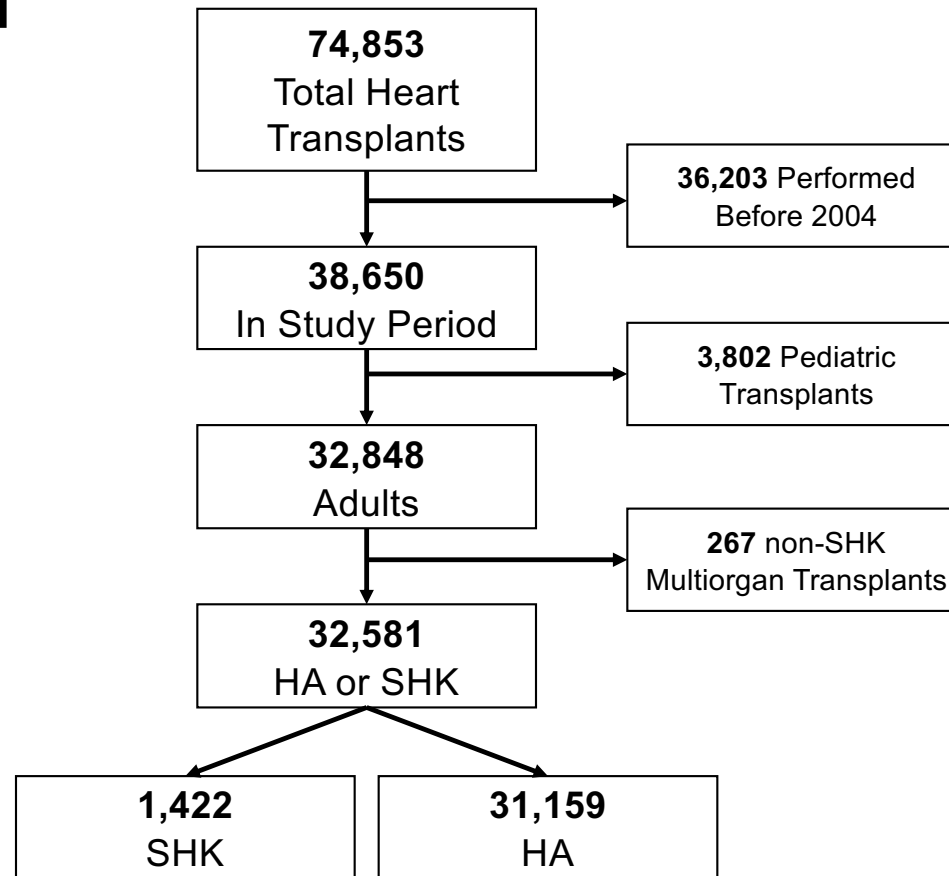 74,853
Total Heart
Transplants
36,203 Performed
Before 2004
38,650
In Study Period
3,802 Pediatric
Transplants
32,848
Adults
267 non-SHK
Multiorgan Transplants
32,581
HA or SHK
1,422
SHK
31,159
HA